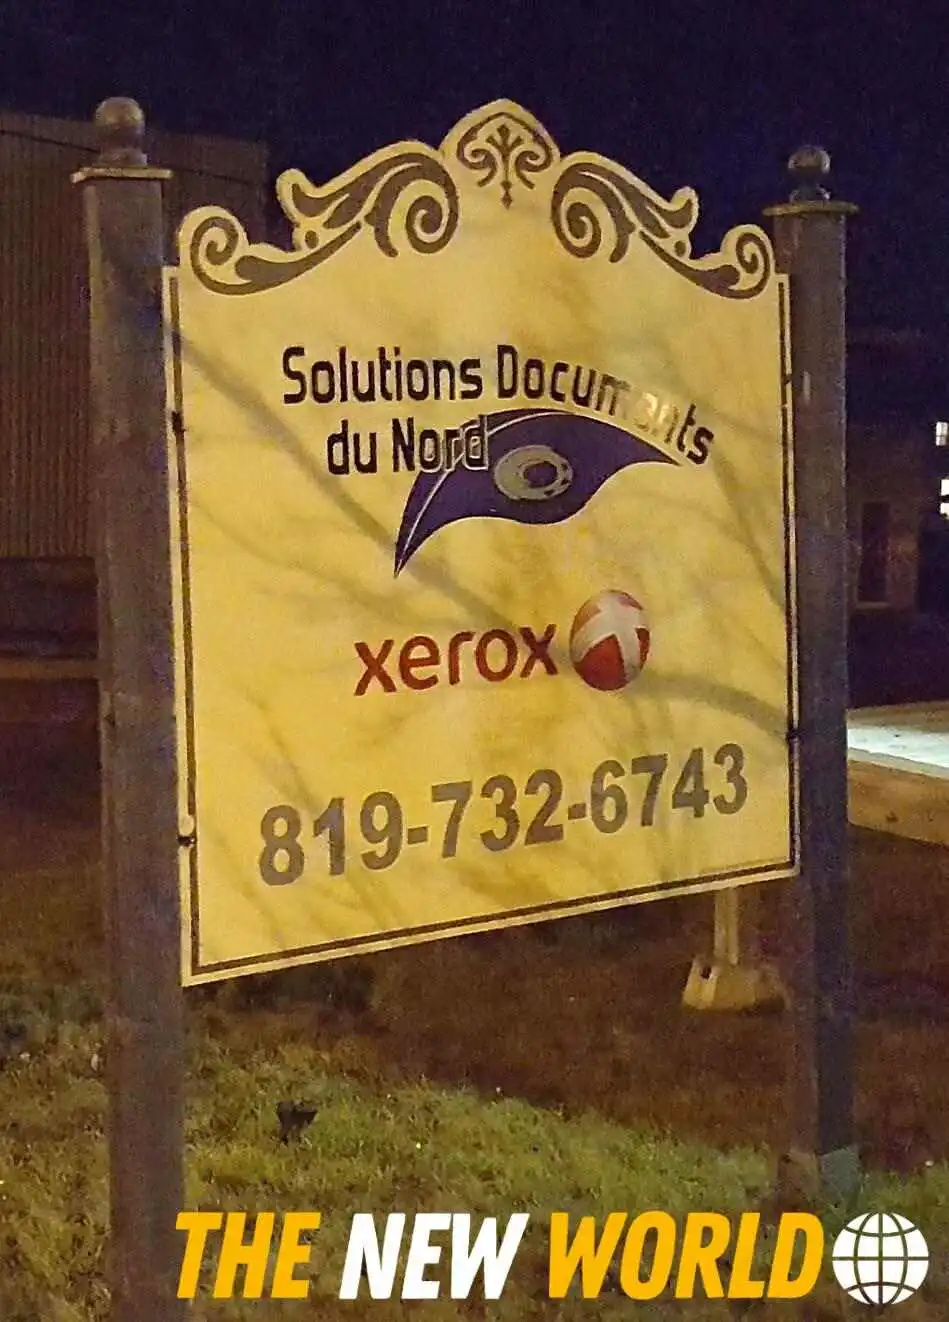 Solutions Documents
du Nord
xerox
819-732-6743
THE NEW WORLD